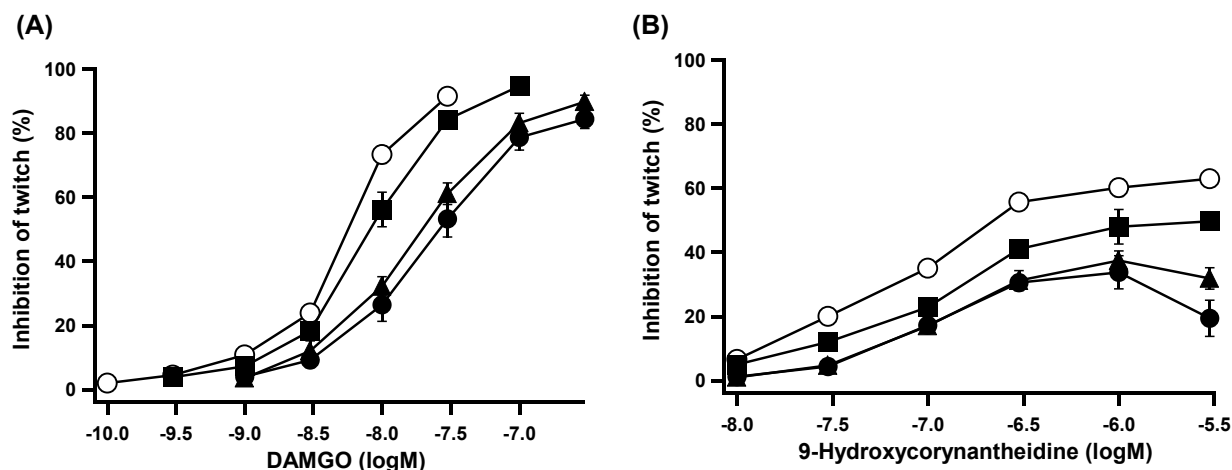 (A)
Inhibition of twitch (%)
100
80
60
40
20
0
-10.0 -9.5 -9.0 -8.5 -8.0 -7.5 -7.0
DAMGO (logM)
(B)
Inhibition of twitch (%)
100
80
60
40
20
0
-8.0 -7.5 -7.0 -6.5 -6.0 -5.5
9-Hydroxycorynantheidine (logM)